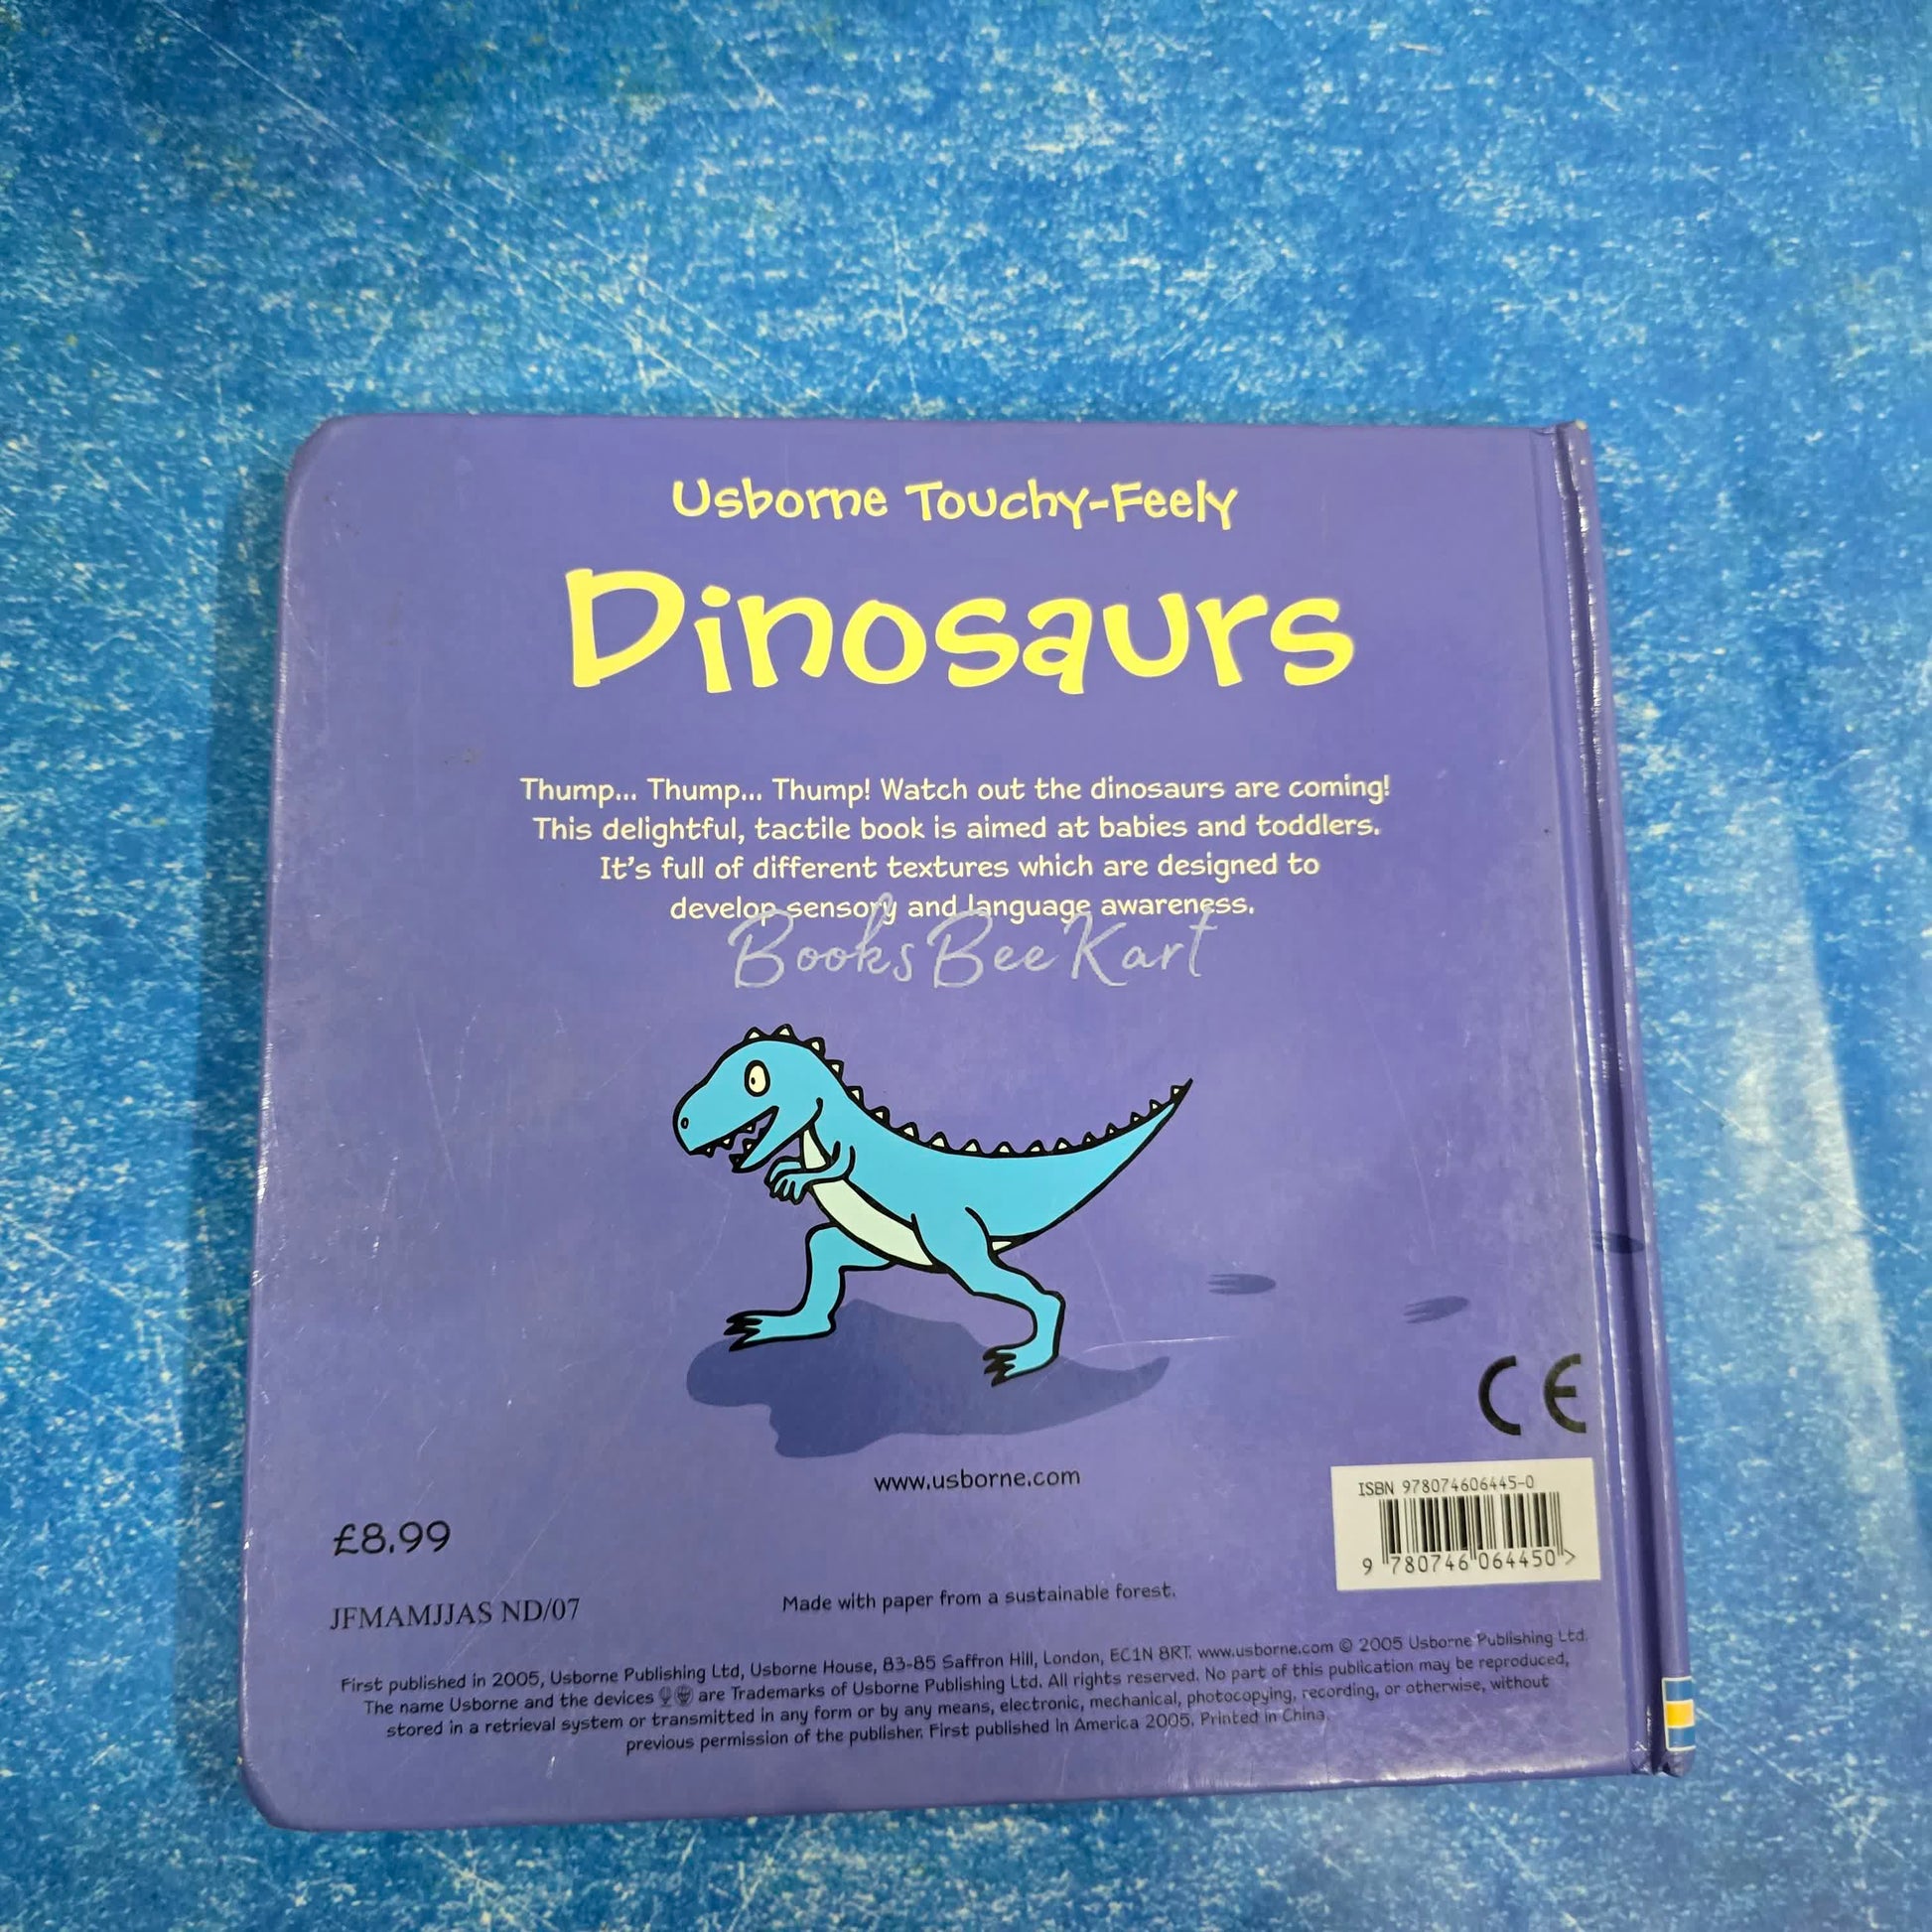 Usborne Touchy-Feely
Dinosaurs
Thump... Thump... Thump! Watch out the dinosaurs are coming!
This delightful, tactile book is aimed at babies and toddlers.
It's full of different textures which are designed to
develop sensory and language awareness.
Books Bee Kart
www.usborne.com
CE
ISBN 978074606445-0
9 780746 064450 >
£8.99
JFMAMJJAS ND/07
Made with paper from a sustainable forest.
First published in 2005, Usborne Publishing Ltd, Usborne House, 83-85 Saffron Hill, London, EC1N 8RT. www.usborne.com © 2005 Usborne Publishing Ltd.
The name Usborne and the devices are Trademarks of Usborne Publishing Ltd. All rights reserved. No part of this publication may be reproduced,
stored in a retrieval system or transmitted in any form or by any means, electronic, mechanical, photocopying, recording, or otherwise, without
previous permission of the publisher. First published in America 2005. Printed in China.